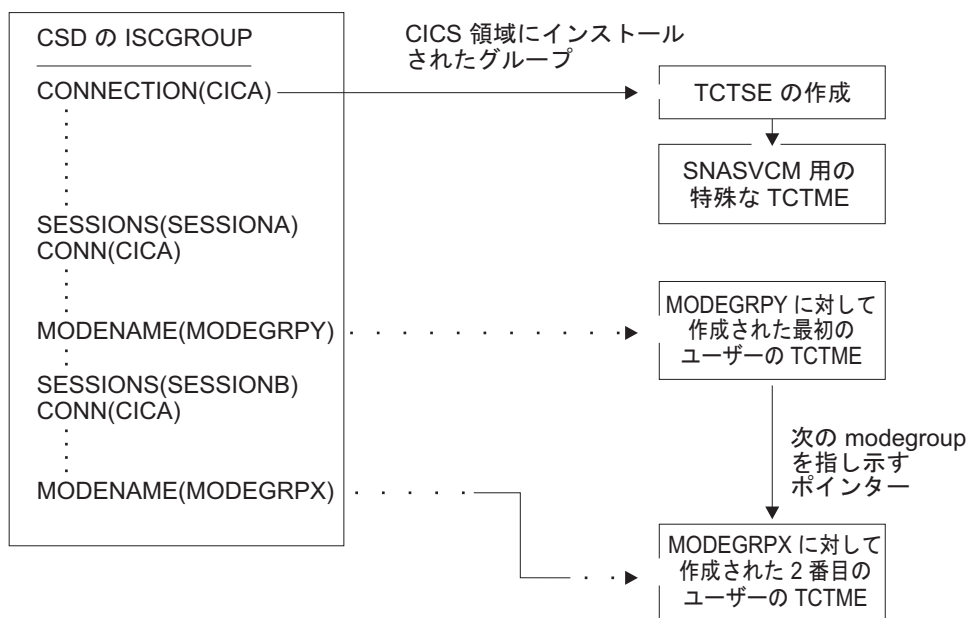 CSD の ISCGROUP
CONNECTION(CICA)
SESSIONS(SESSIONA)
CONN(CICA)
MODENAME(MODEGRPY)
SESSIONS(SESSIONB)
CONN(CICA)
MODENAME(MODEGRPX)
CICS 領域にインストール
されたグループ
TCTSE の作成
SNASVCM 用の
特殊な TCTME
MODEGRPY に対して
作成された最初の
ユーザーの TCTME
次の modegroup
を指し示す
ポインター
MODEGRPX に対して
作成された 2 番目の
ユーザーの TCTME